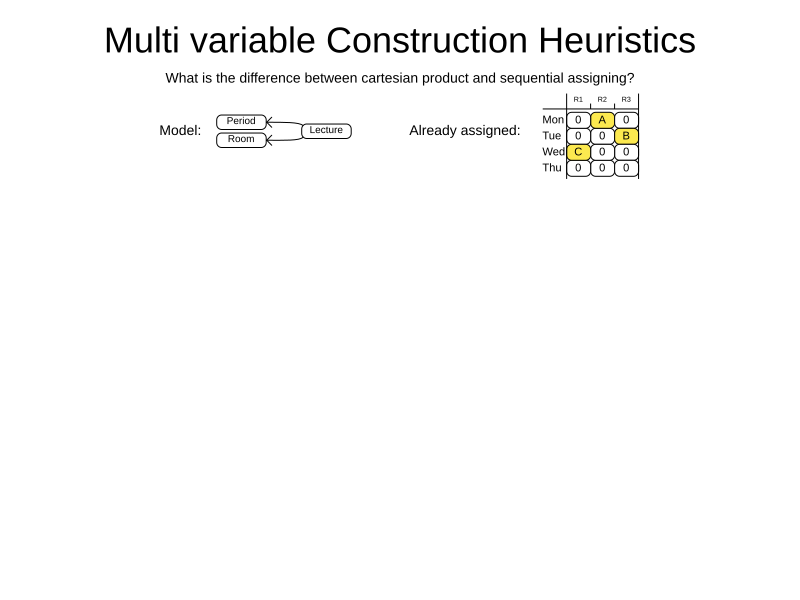 Multi variable Construction Heuristics
What is the difference between cartesian product and sequential assigning?
Model:
Period
Room
Lecture
Already assigned:
R1 R2 R3
Mon 0 A 0
Tue 0 0 B
Wed C 0 0
Thu 0 0 0